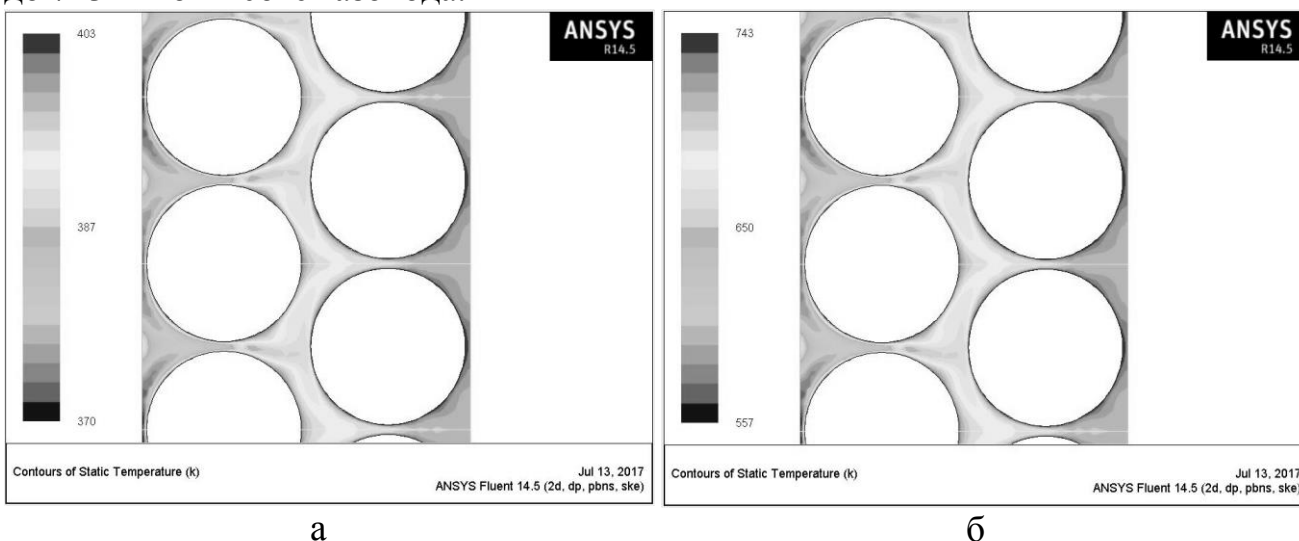 403
387
370
ANSYS
R14.5
Contours of Static Temperature (k)
Jul 13, 2017
ANSYS Fluent 14.5 (2d, dp, pbns, ske)
а
743
650
557
ANSYS
R14.5
Contours of Static Temperature (k)
Jul 13, 2017
ANSYS Fluent 14.5 (2d, dp, pbns, ske)
б